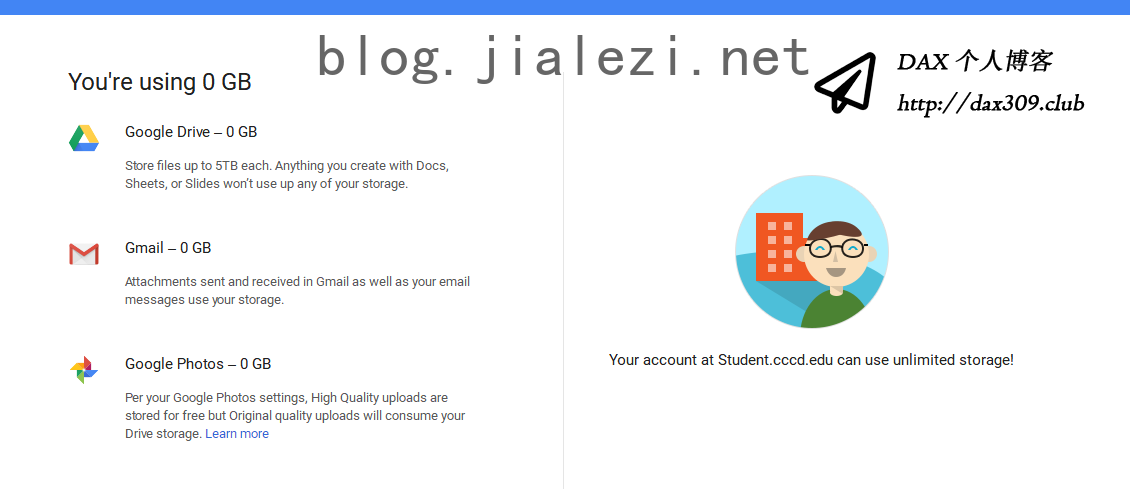 blog.jialezi.net
DAX 个人博客
http://dax309.club
You're using 0 GB
Google Drive – 0 GB
Store files up to 5TB each. Anything you create with Docs,
Sheets, or Slides won't use up any of your storage.
Gmail – 0 GB
Attachments sent and received in Gmail as well as your email
messages use your storage.
Google Photos – 0 GB
Per your Google Photos settings, High Quality uploads are
stored for free but Original quality uploads will consume your
Drive storage. Learn more
Your account at Student.cccd.edu can use unlimited storage!